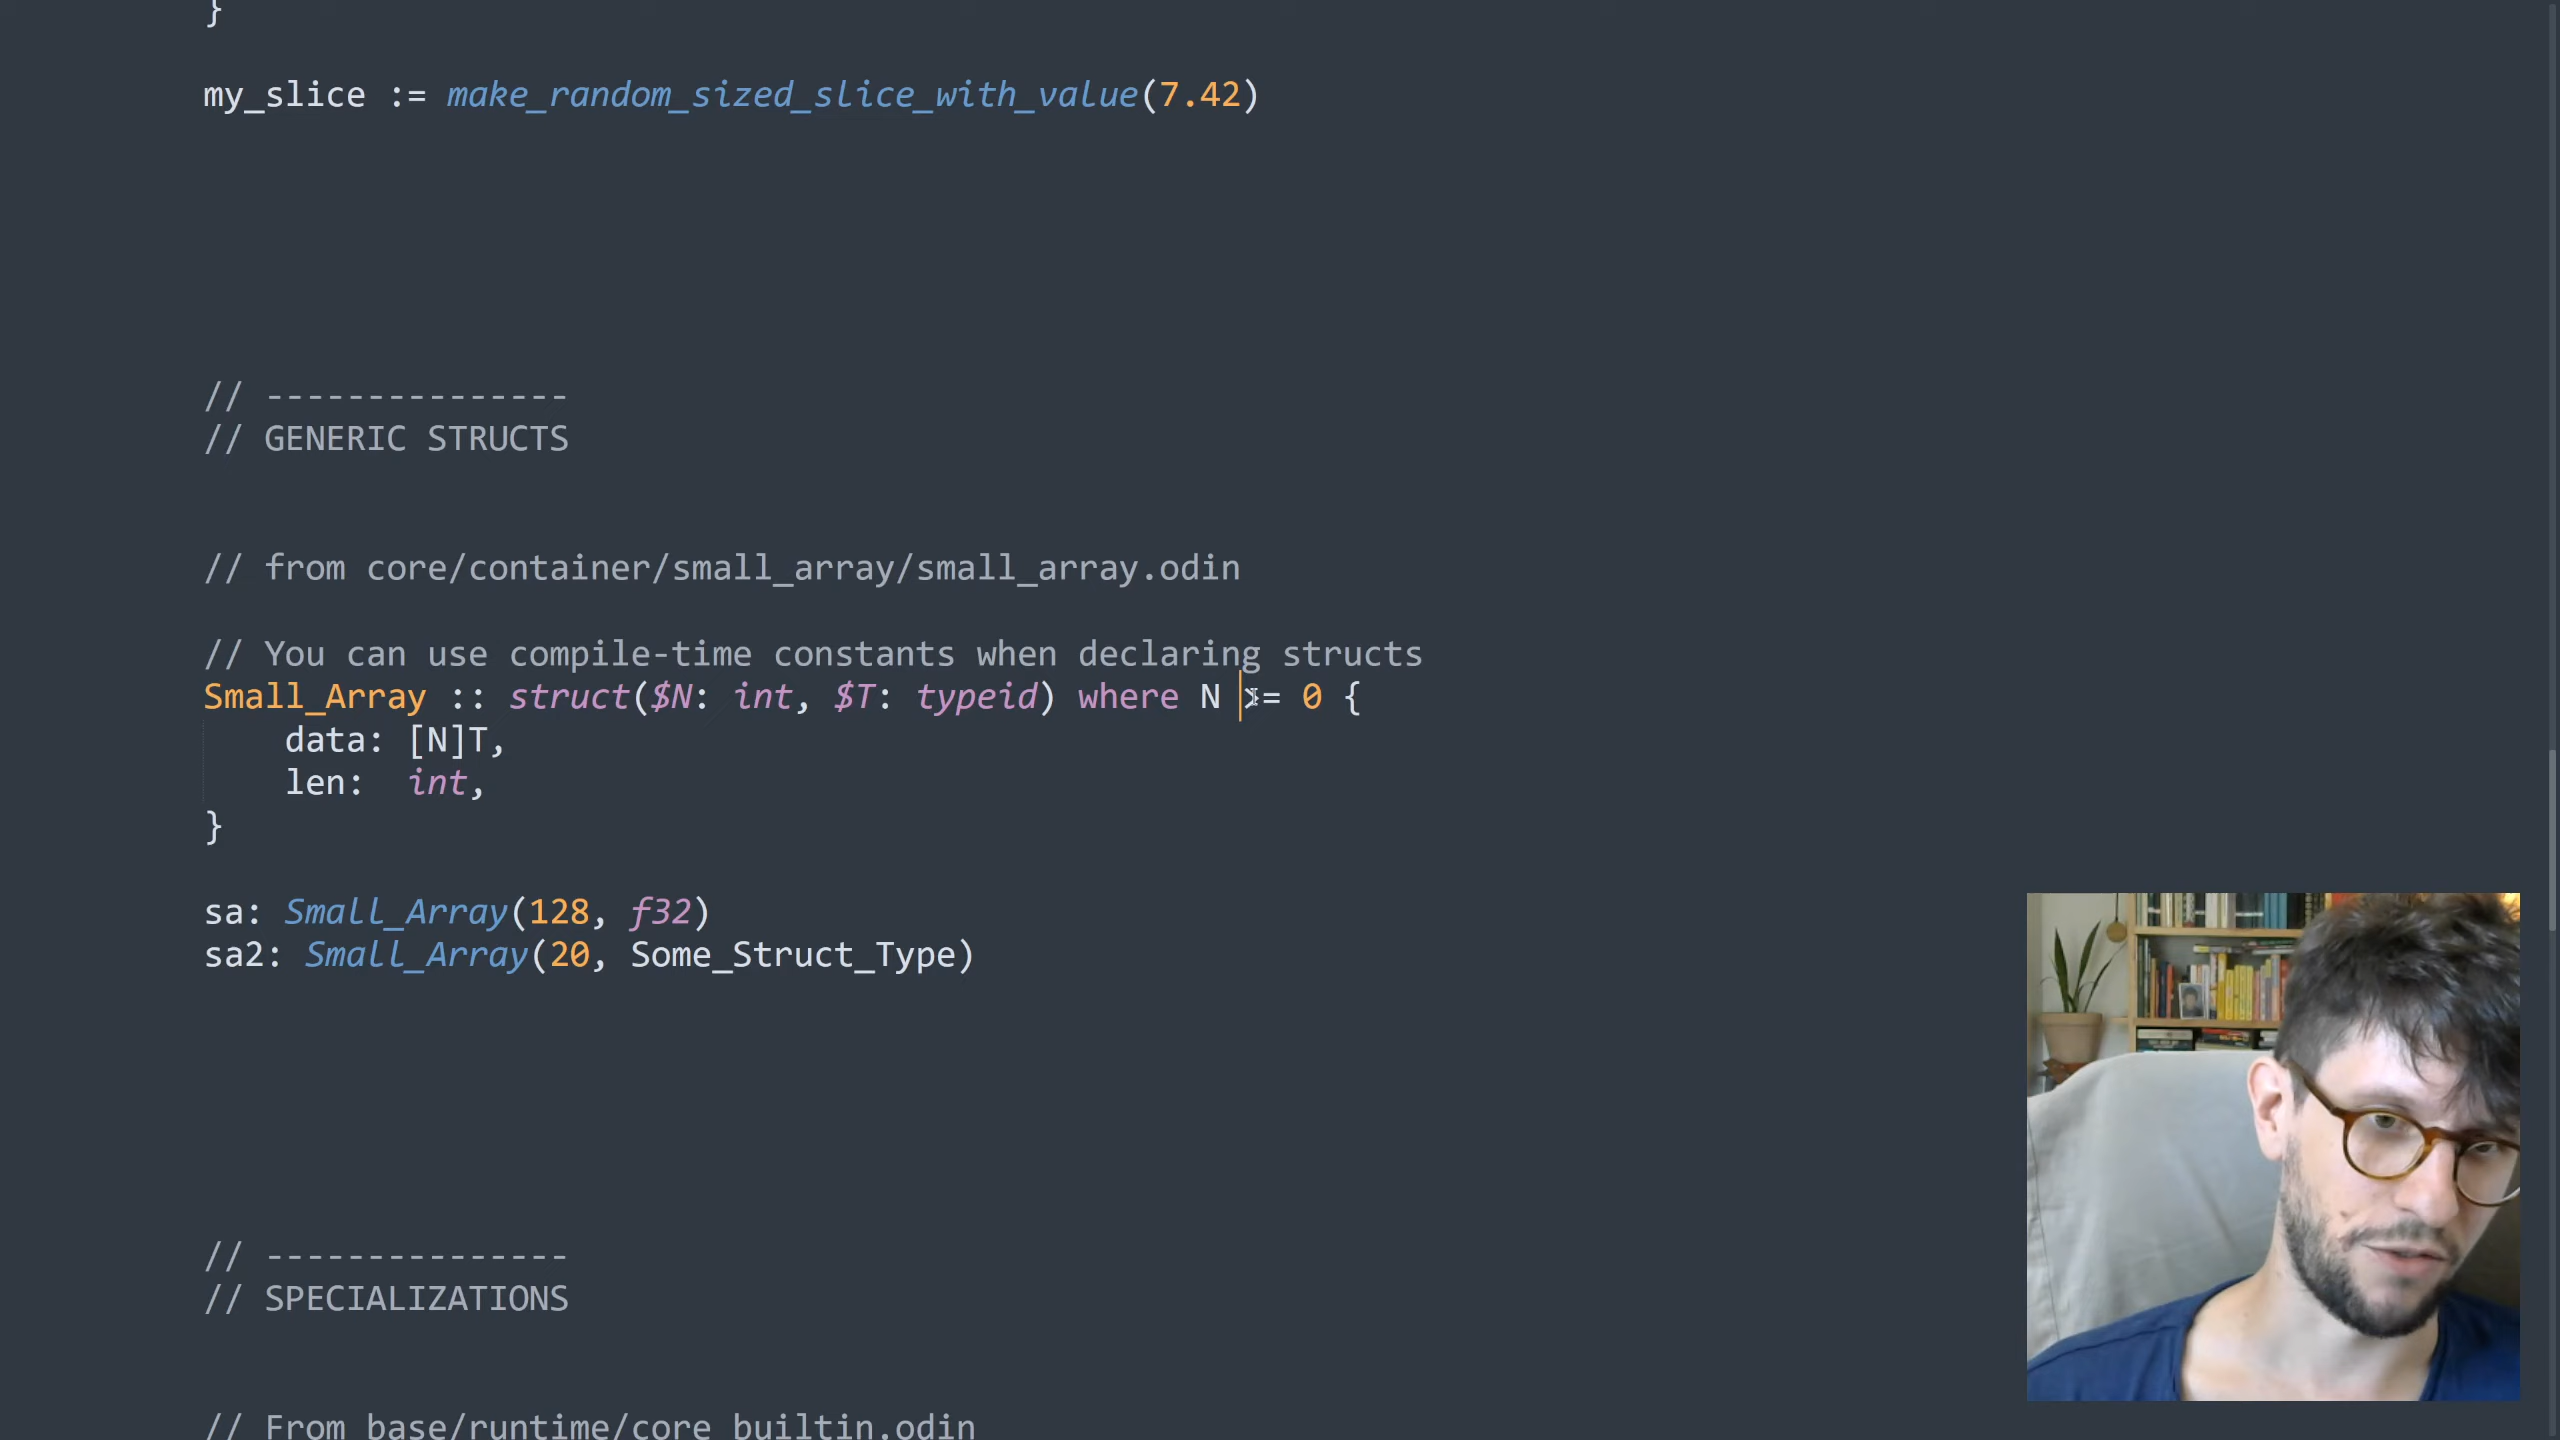 }
my_slice := make_random_sized_slice_with_value(7.42)
// ---------------
// GENERIC STRUCTS
// from core/container/small_array/small_array.odin
// You can use compile-time constants when declaring structs
Small_Array :: struct($N: int, $T: typeid) where N >= 0 {
    data: [N]T,
    len:  int,
}
sa: Small_Array(128, f32)
sa2: Small_Array(20, Some_Struct_Type)
// ---------------
// SPECIALIZATIONS
// From base/runtime/core_builtin.odin